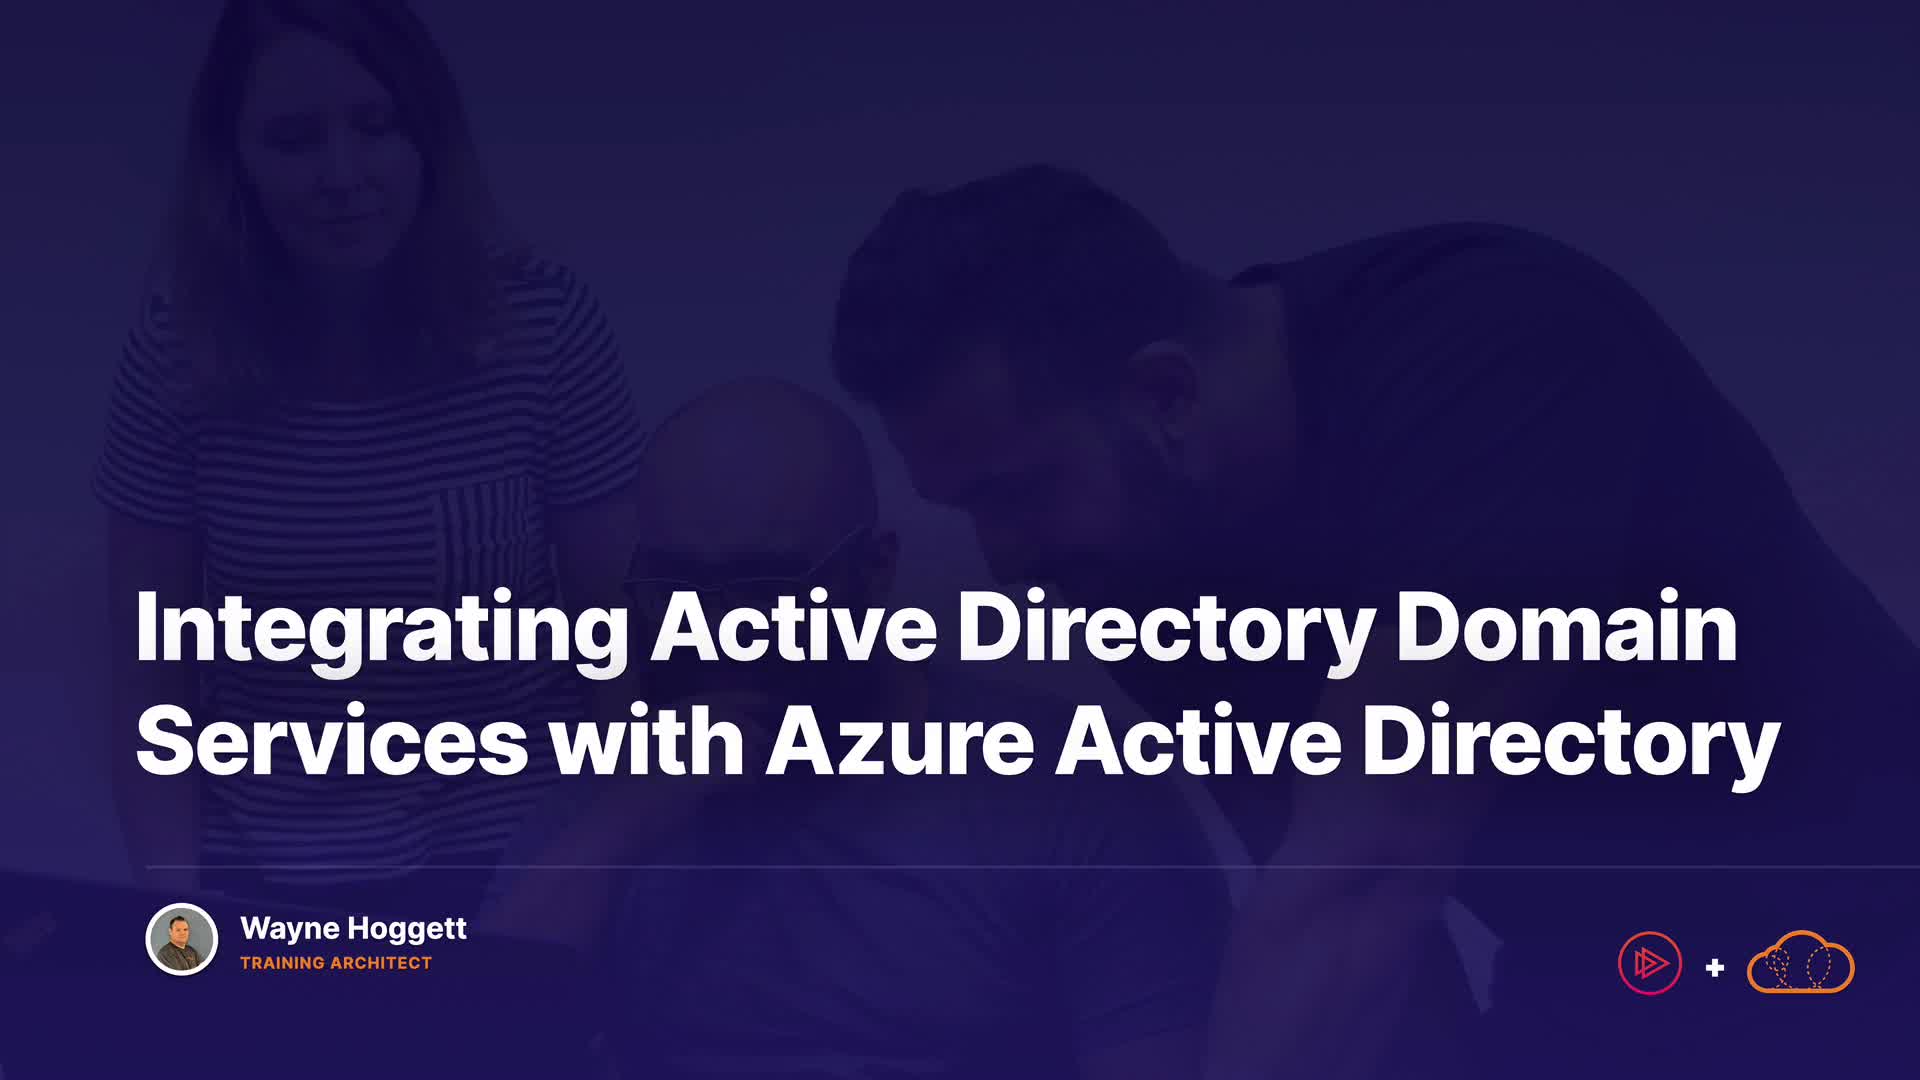 Integrating Active Directory Domain
Services with Azure Active Directory
Wayne Hoggett
TRAINING ARCHITECT
+